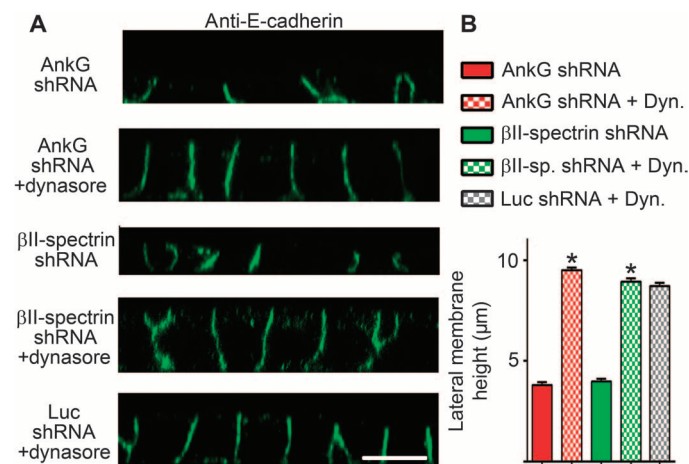 A
Anti-E-cadherin
AnkG
shRNA
AnkG
shRNA
+dynasore
βII-spectrin
shRNA
βII-spectrin
shRNA
+dynasore
Luc
shRNA
+dynasore
B
AnkG shRNA
AnkG shRNA + Dyn.
βII-spectrin shRNA
βII-sp. shRNA + Dyn.
Luc shRNA + Dyn.
Lateral membrane
height (μm)
10
5
*
*